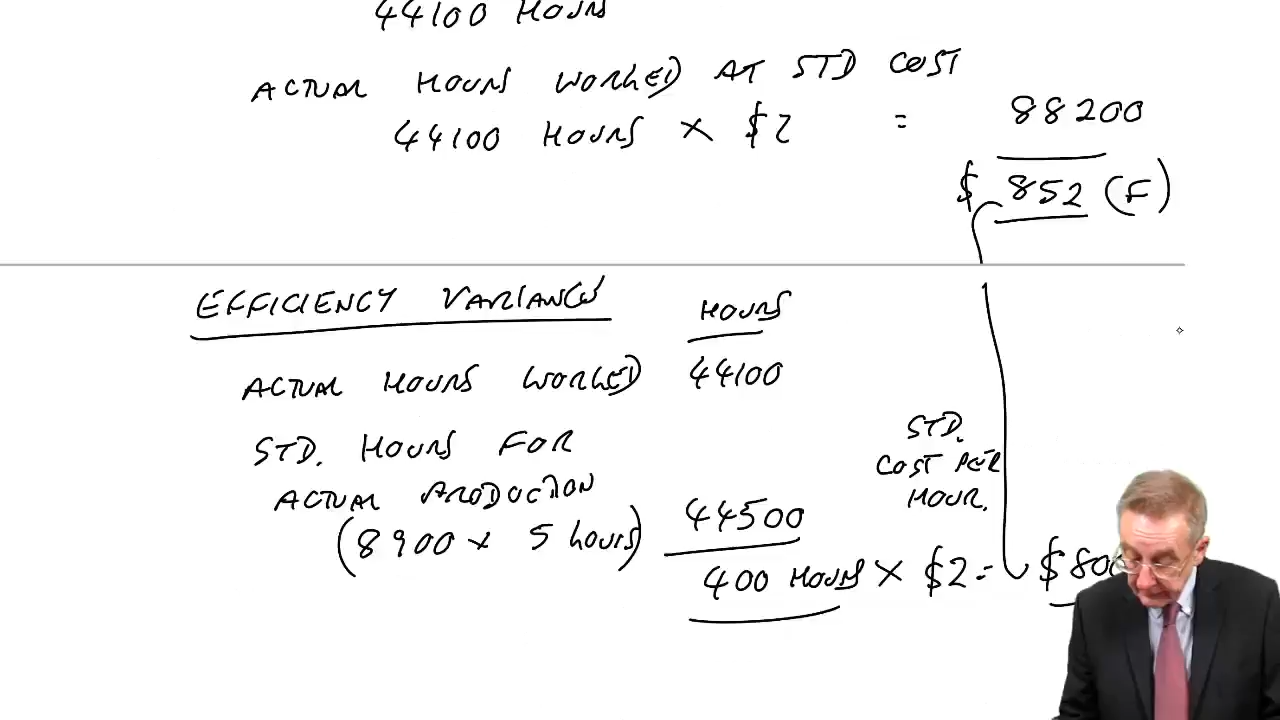 44100 HOURS
ACTUAL HOURS WORKED AT STD COST
44100 HOURS × $2 = 88200
$ 852 (F)
EFFICIENCY VARIANCE HOURS
ACTUAL HOURS WORKED 44100
STD. HOURS FOR
ACTUAL PRODUCTION
(8900 × 5 hours) 44500
STD.
COST PER
HOUR.
400 HOURS × $2 = $800